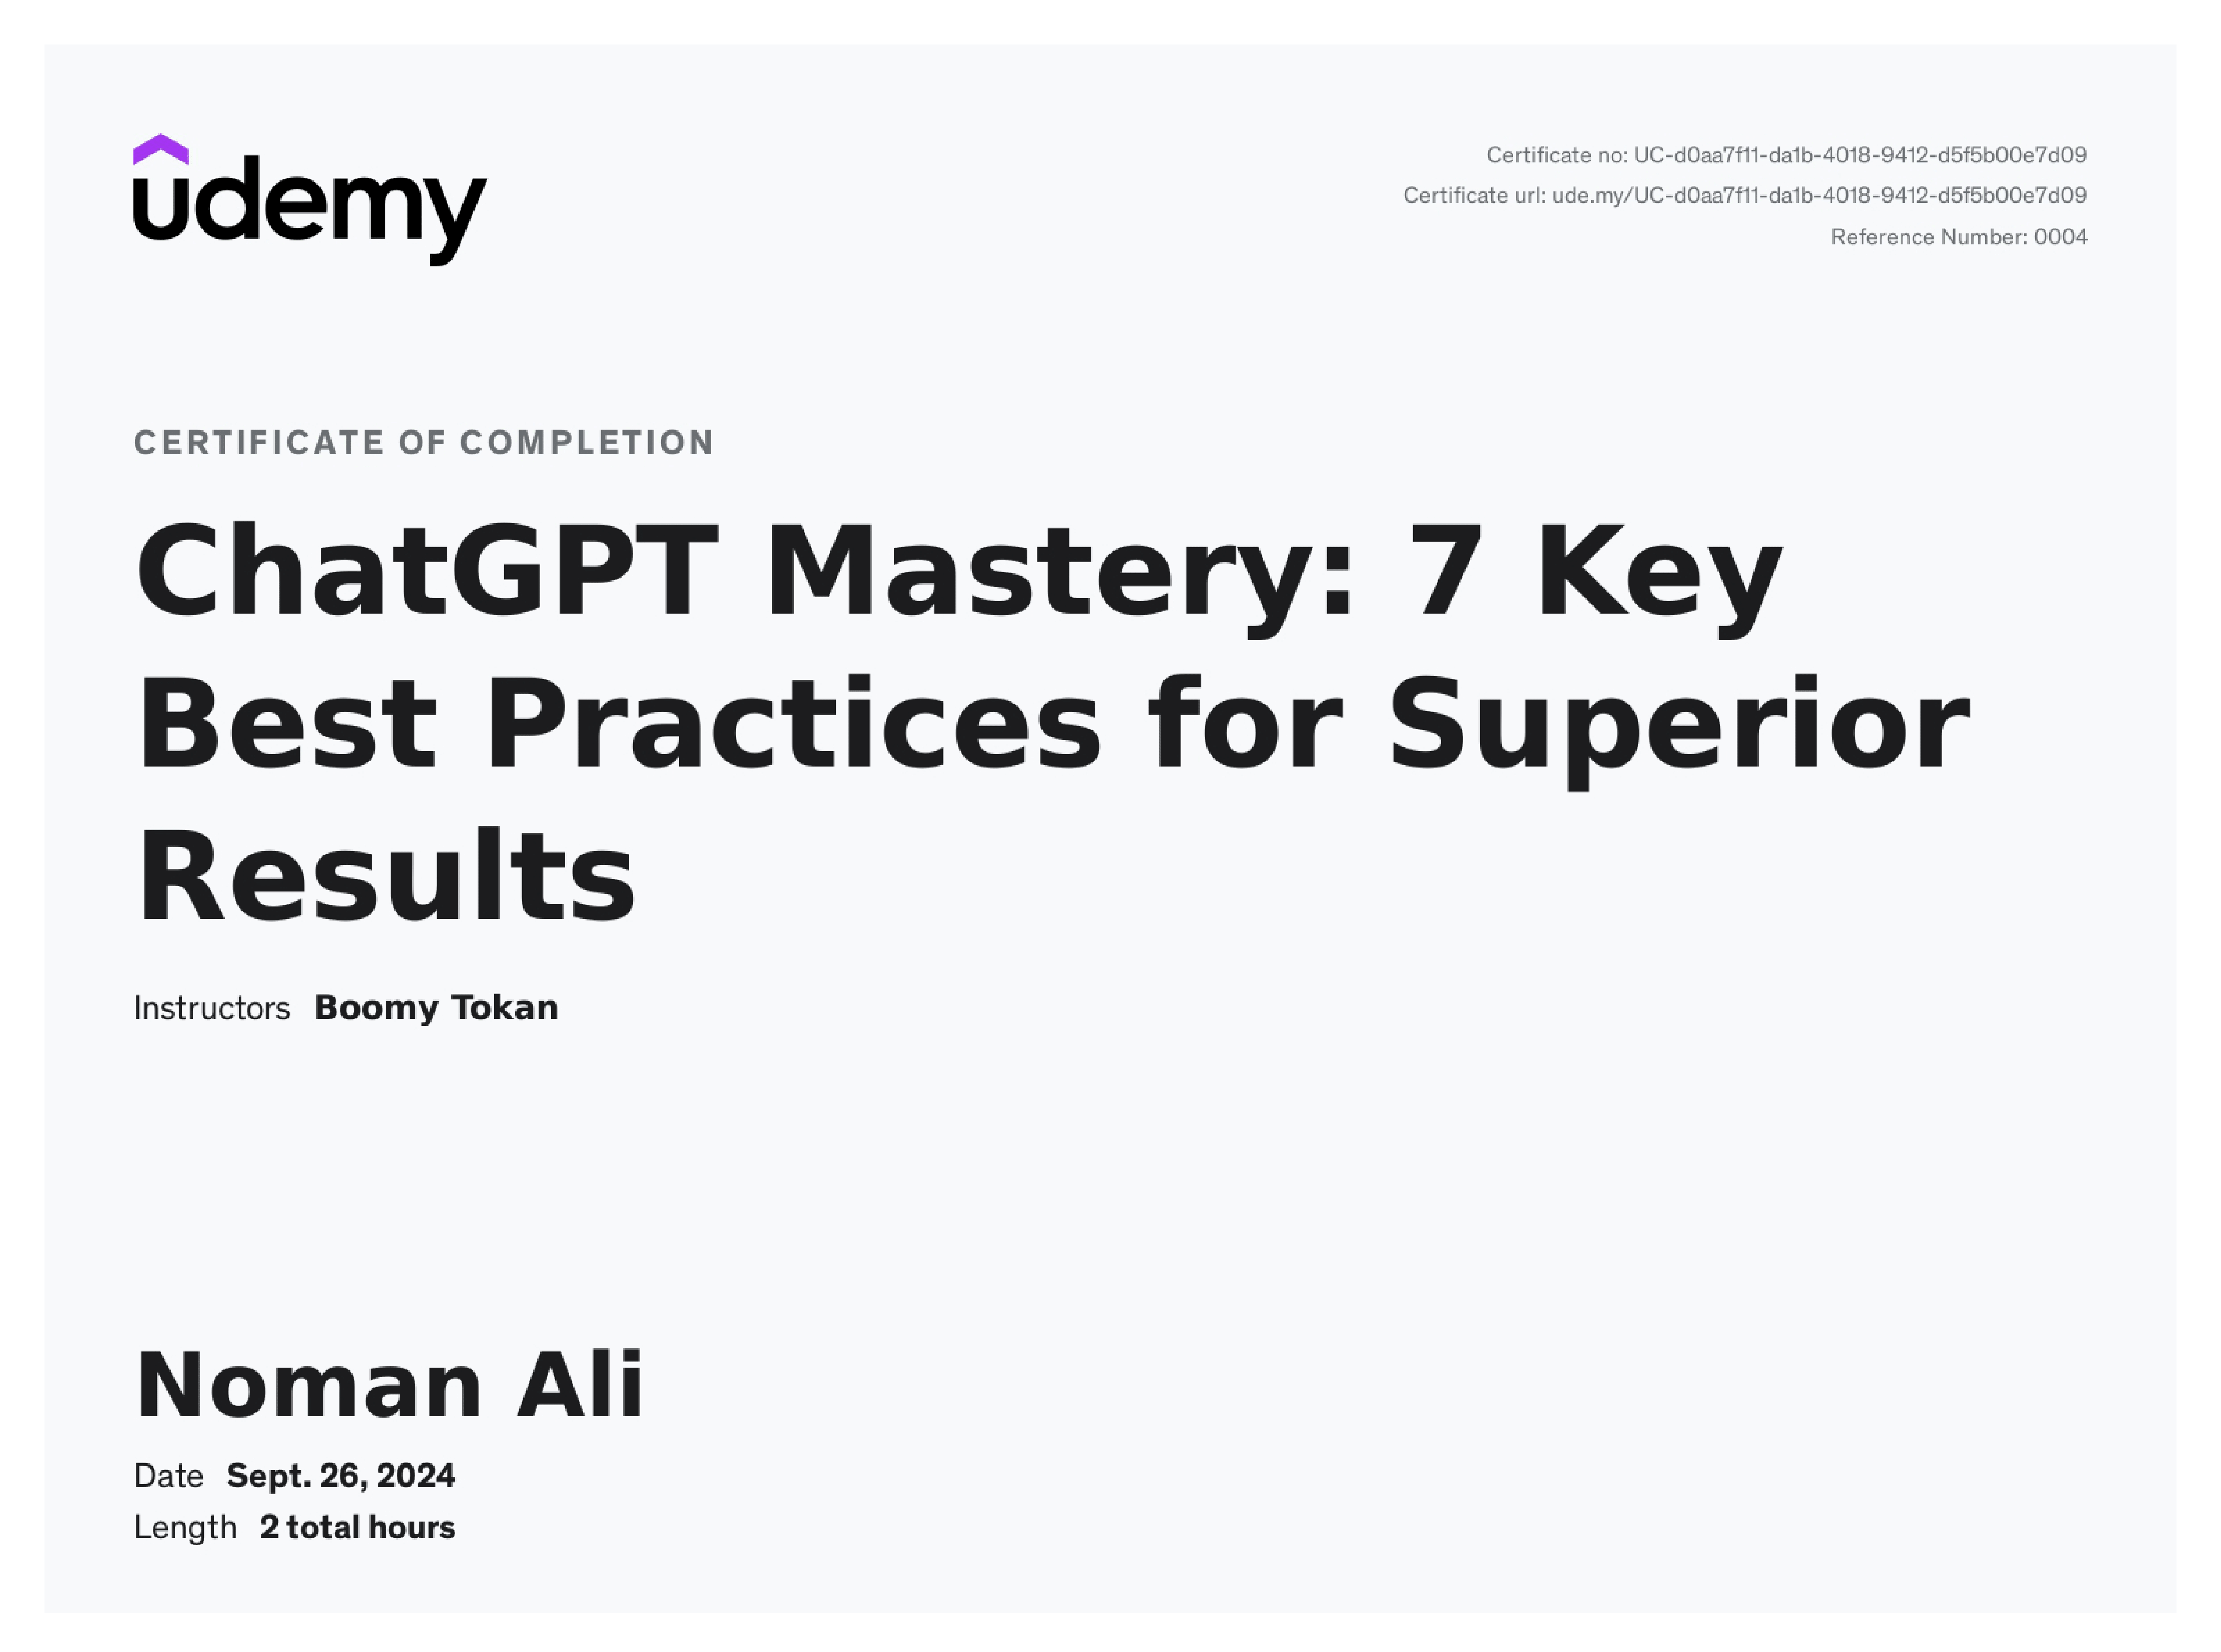 udemy
Certificate no: UC-d0aa7f11-da1b-4018-9412-d5f5b00e7d09
Certificate url: ude.my/UC-d0aa7f11-da1b-4018-9412-d5f5b00e7d09
Reference Number: 0004
CERTIFICATE OF COMPLETION
ChatGPT Mastery: 7 Key
Best Practices for Superior
Results
Instructors Boomy Tokan
Noman Ali
Date Sept. 26, 2024
Length 2 total hours